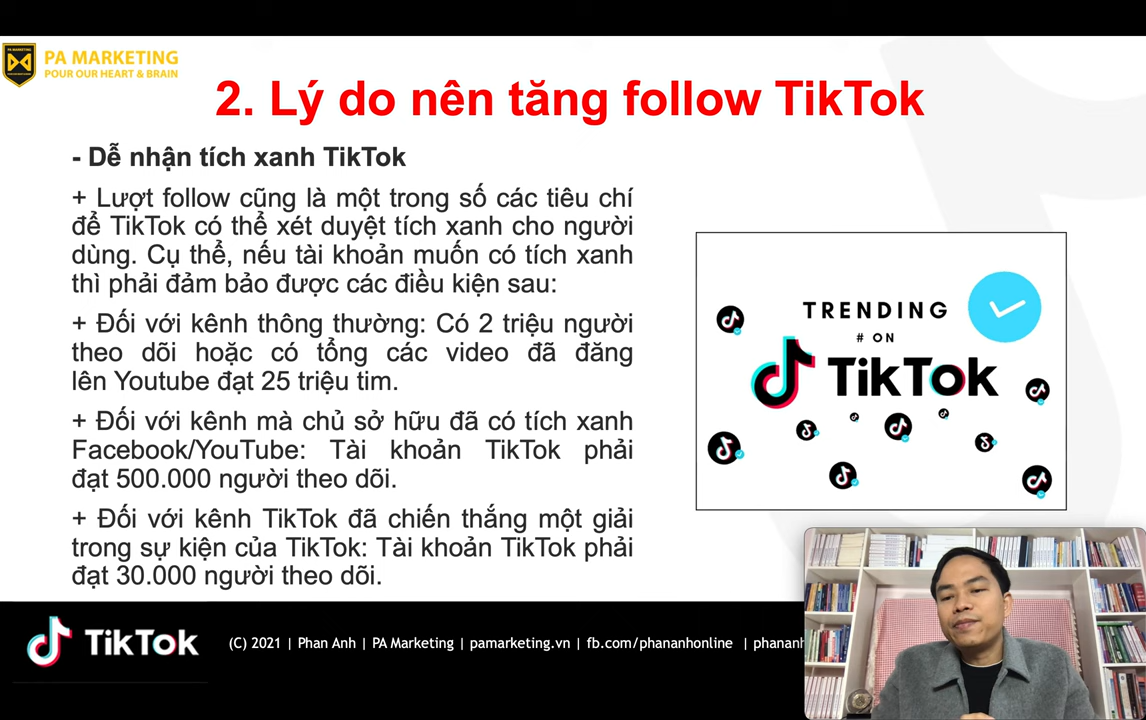 PA MARKETING
POUR OUR HEART & BRAIN
2. Lý do nên tăng follow TikTok
- Dễ nhận tích xanh TikTok
+ Lượt follow cũng là một trong số các tiêu chí
để TikTok có thể xét duyệt tích xanh cho người
dùng. Cụ thể, nếu tài khoản muốn có tích xanh
thì phải đảm bảo được các điều kiện sau:
+ Đối với kênh thông thường: Có 2 triệu người
theo dõi hoặc có tổng các video đã đăng
lên Youtube đạt 25 triệu tim.
+ Đối với kênh mà chủ sở hữu đã có tích xanh
Facebook/YouTube: Tài khoản TikTok phải
đạt 500.000 người theo dõi.
+ Đối với kênh TikTok đã chiến thắng một giải
trong sự kiện của TikTok: Tài khoản TikTok phải
đạt 30.000 người theo dõi.
TRENDING
# ON
TikTok
TikTok
(C) 2021 | Phan Anh | PA Marketing | pamarketing.vn | fb.com/phananhonline | phananh